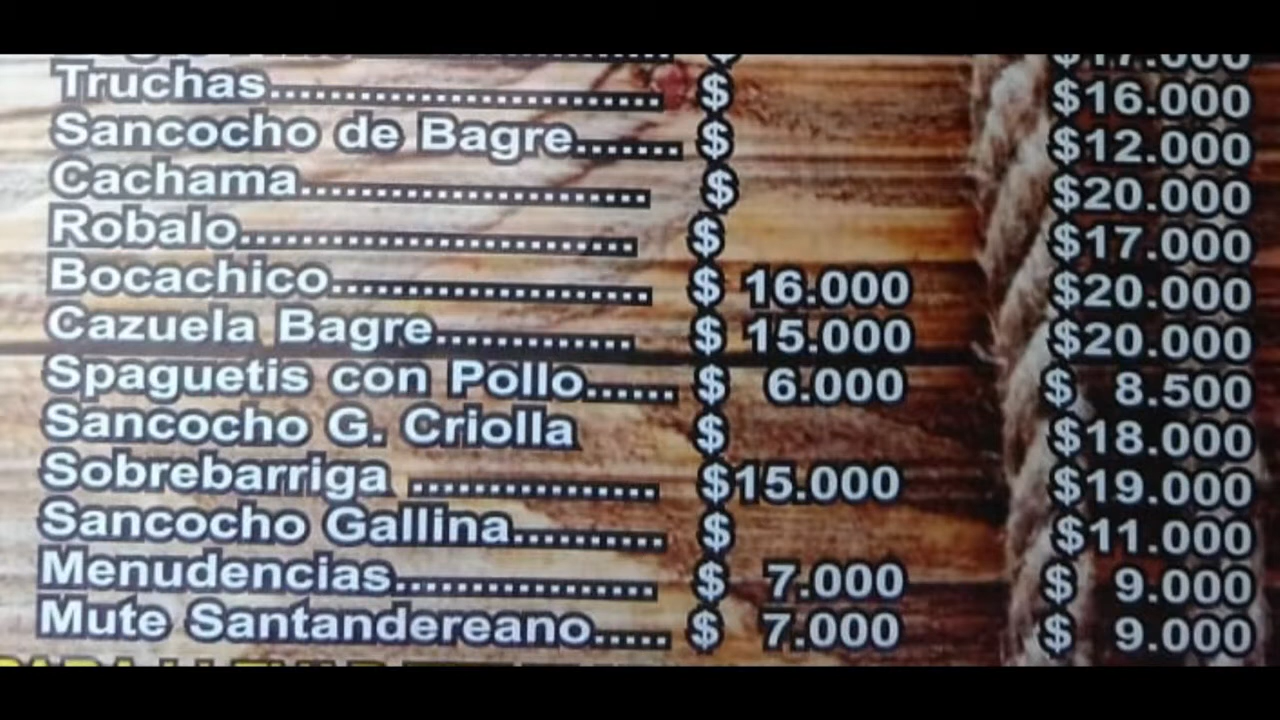 $17.000
Truchas.......................... $ $16.000
Sancocho de Bagre....... $ $12.000
Cachama........................ $ $20.000
Robalo........................... $ $17.000
Bocachico...................... $ 16.000 $20.000
Cazuela Bagre............. $ 15.000 $20.000
Spaguetis con Pollo...... $ 6.000 $ 8.500
Sancocho G. Criolla $ $18.000
Sobrebarriga ................ $15.000 $19.000
Sancocho Gallina.......... $ $11.000
Menudencias................. $ 7.000 $ 9.000
Mute Santandereano..... $ 7.000 $ 9.000